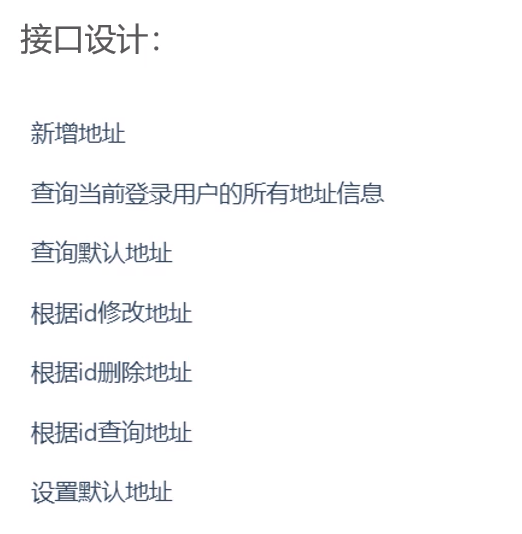 接口设计：
新增地址
查询当前登录用户的所有地址信息
查询默认地址
根据id修改地址
根据id删除地址
根据id查询地址
设置默认地址